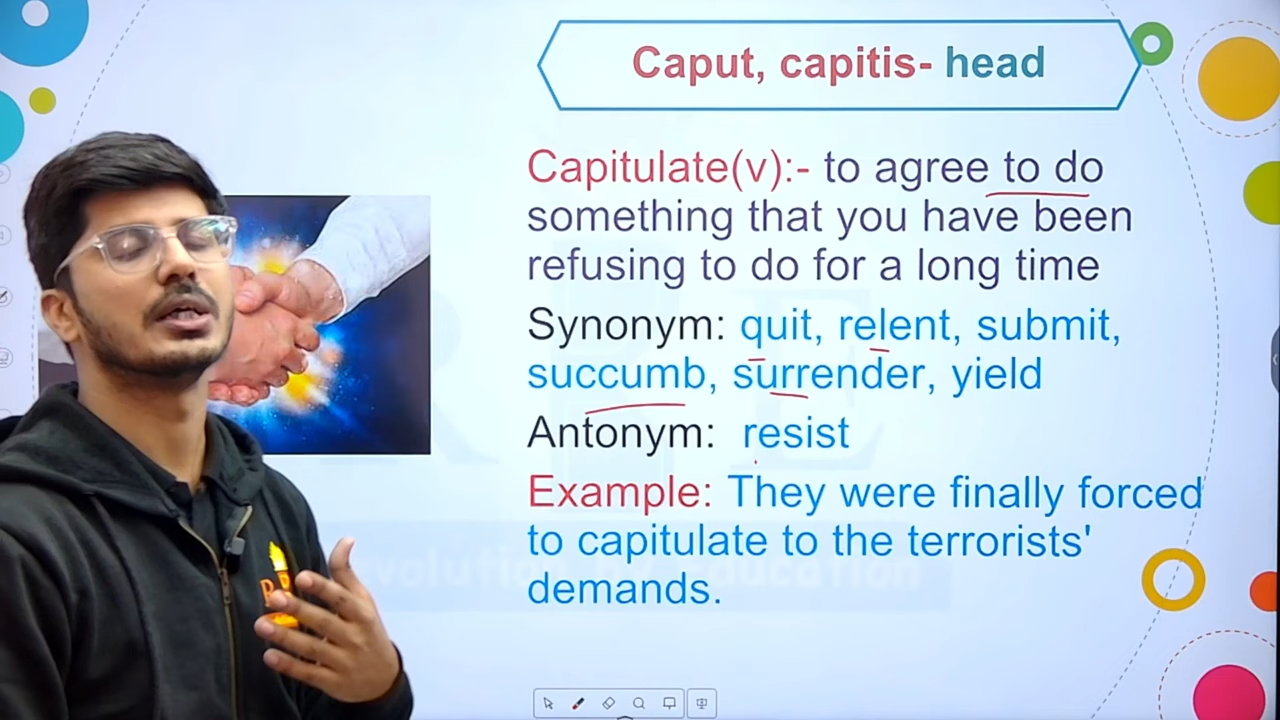 Caput, capitis- head
Capitulate(v):- to agree to do
something that you have been
refusing to do for a long time
Synonym: quit, relent, submit,
succumb, surrender, yield
Antonym: resist
Example: They were finally forced
to capitulate to the terrorists'
demands.